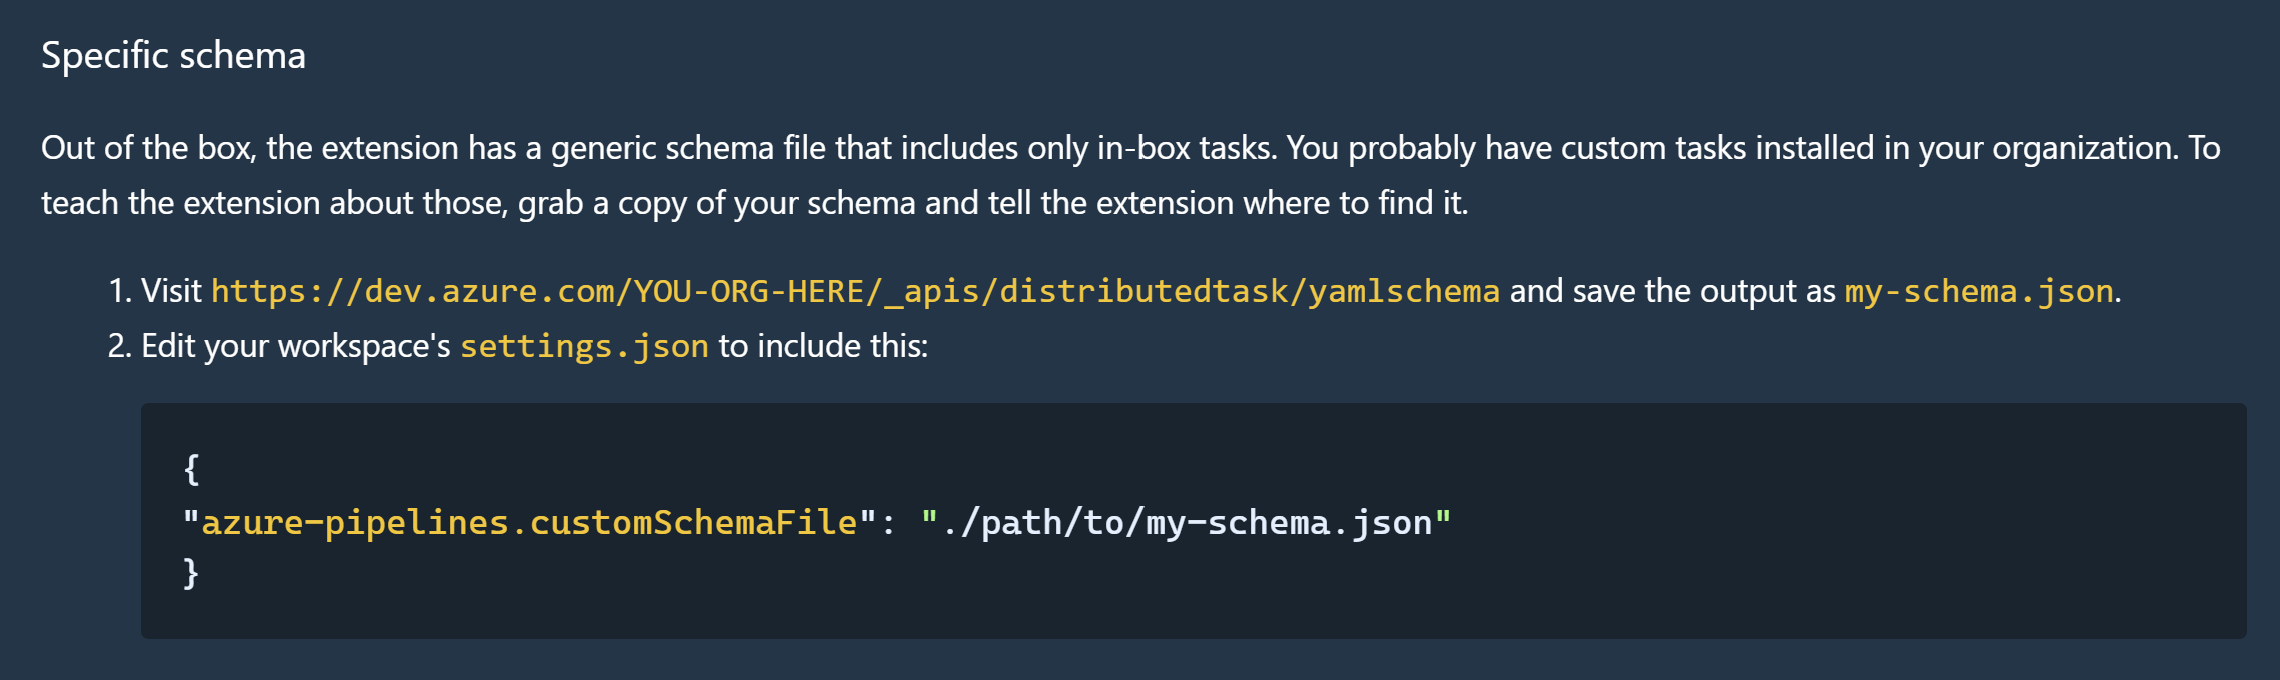 Specific schema
Out of the box, the extension has a generic schema file that includes only in-box tasks. You probably have custom tasks installed in your organization. To
teach the extension about those, grab a copy of your schema and tell the extension where to find it.
1. Visit https://dev.azure.com/YOU-ORG-HERE/_apis/distributedtask/yamlschema and save the output as my-schema.json.
2. Edit your workspace's settings.json to include this:
{
"azure-pipelines.customSchemaFile": "./path/to/my-schema.json"
}